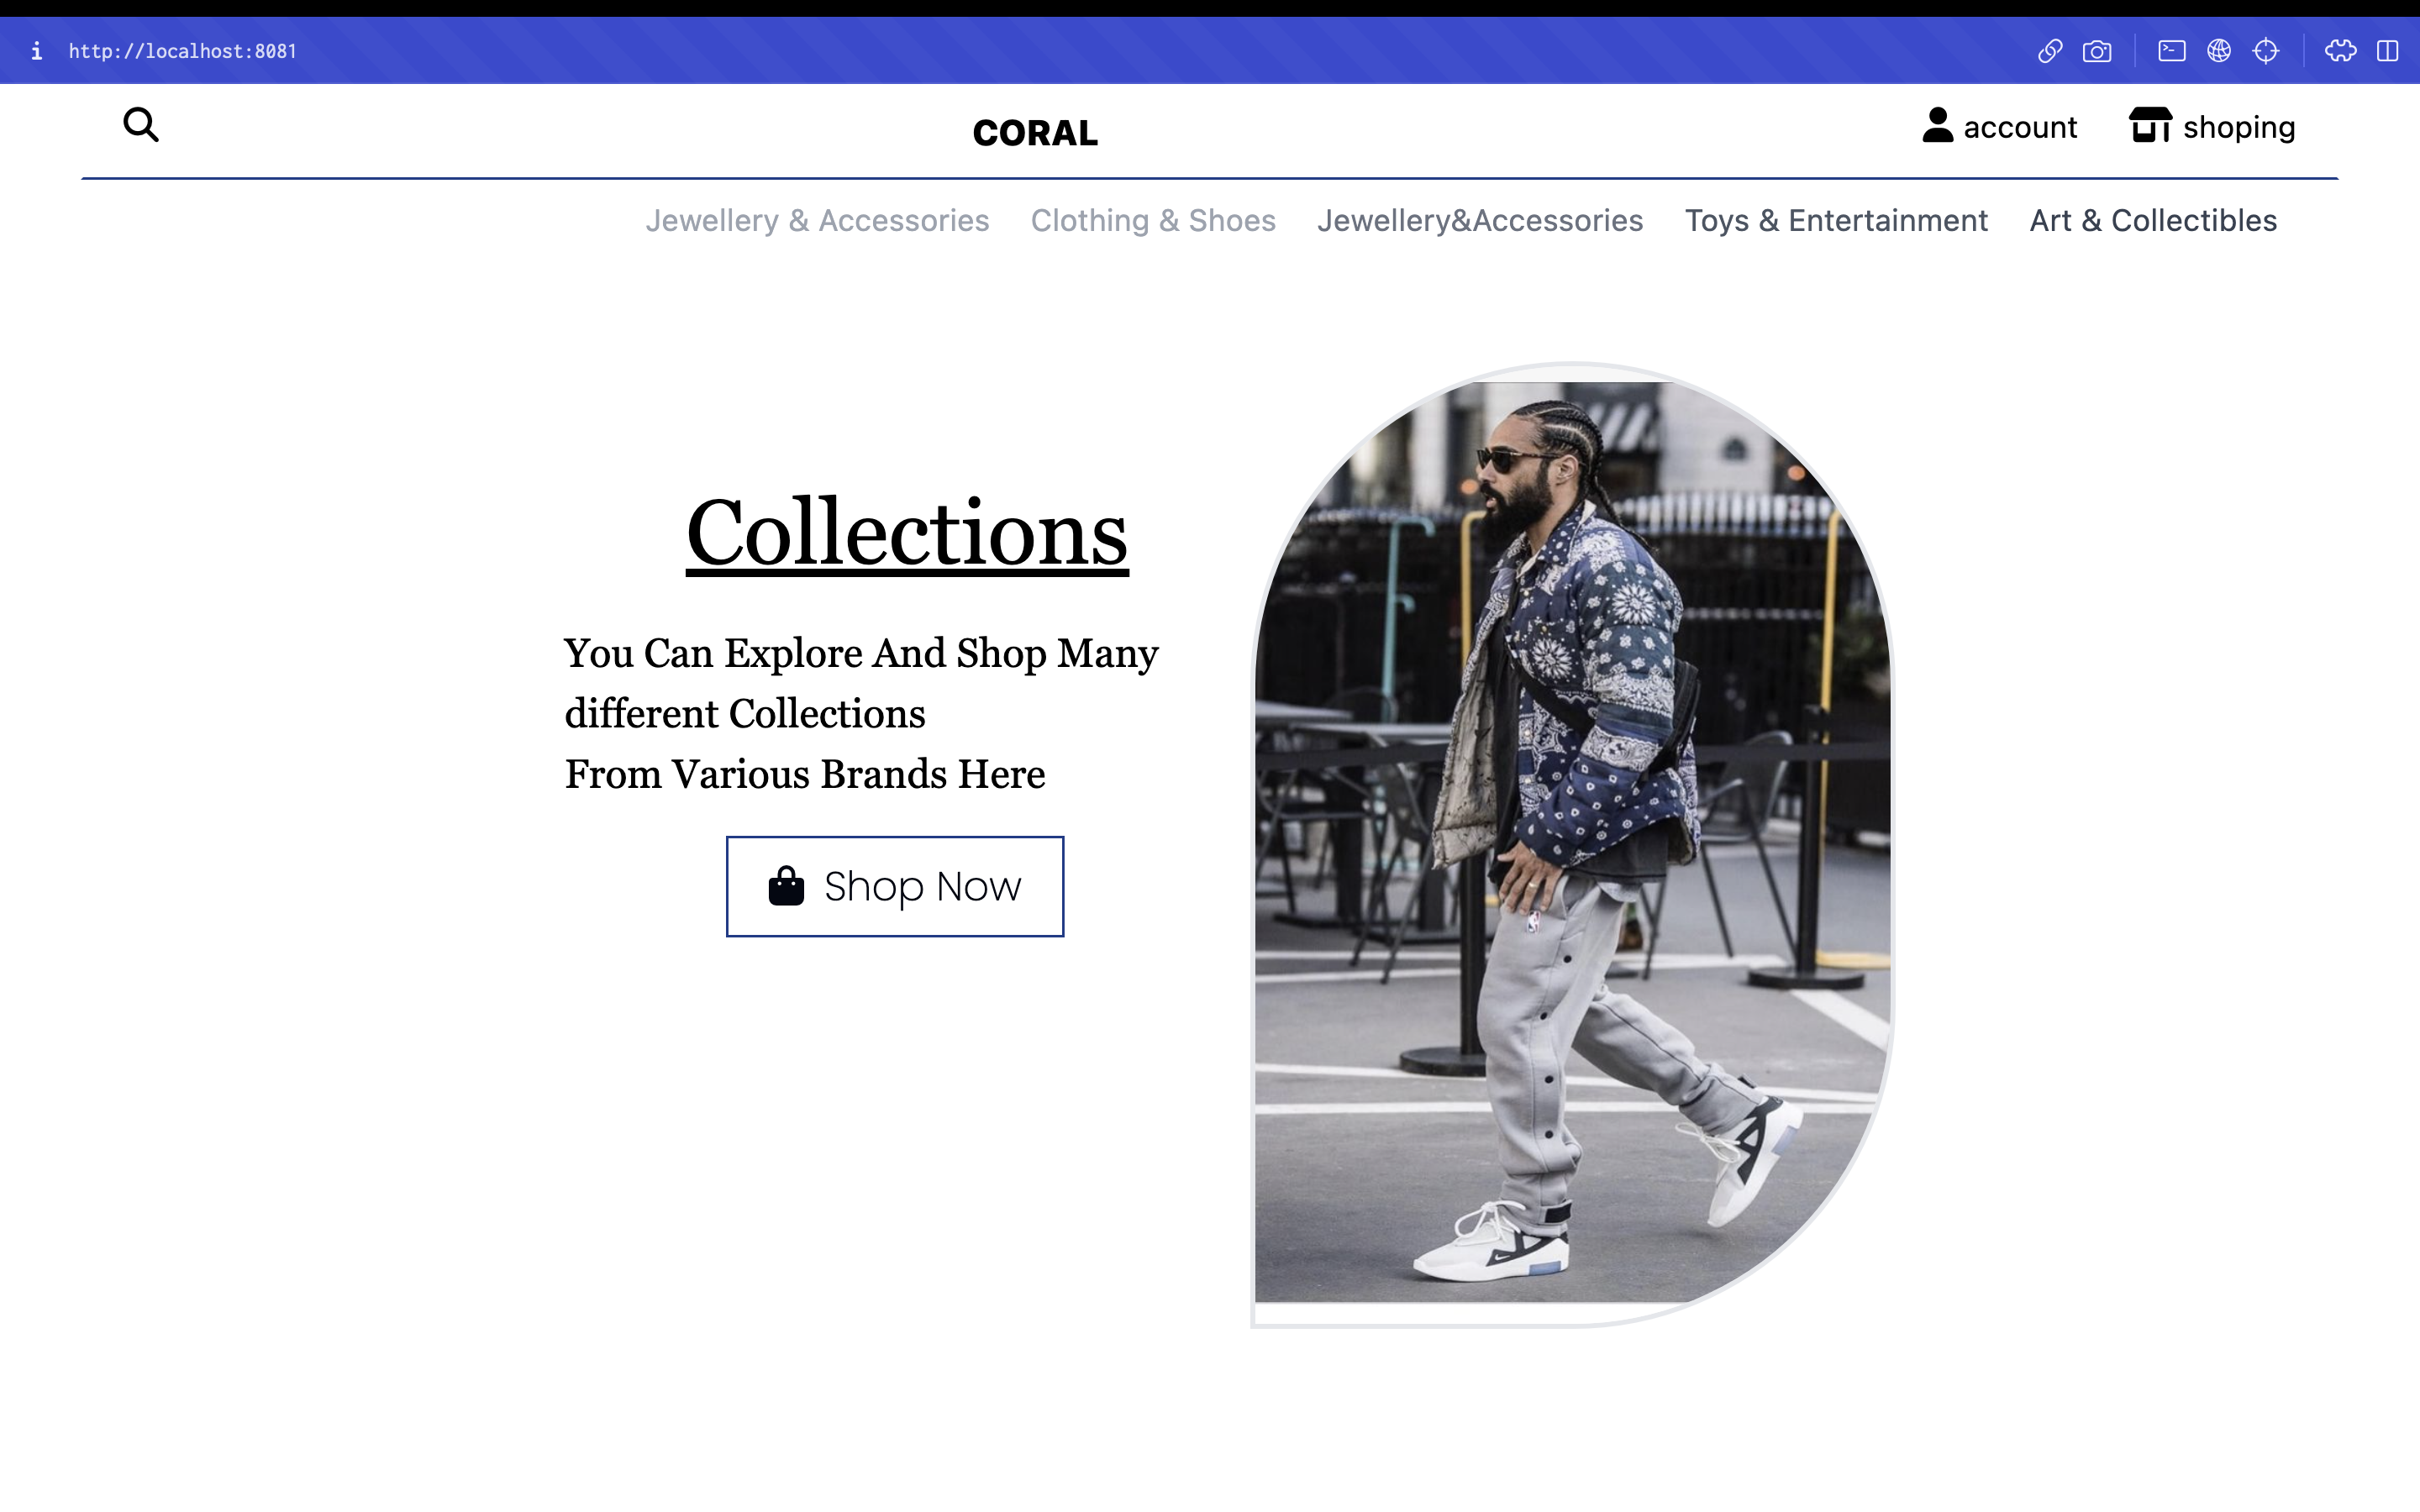 http://localhost:8081
CORAL
account
shoping
Jewellery & Accessories
Clothing & Shoes
Jewellery&Accessories
Toys & Entertainment
Art & Collectibles
Collections
You Can Explore And Shop Many
different Collections
From Various Brands Here
Shop Now